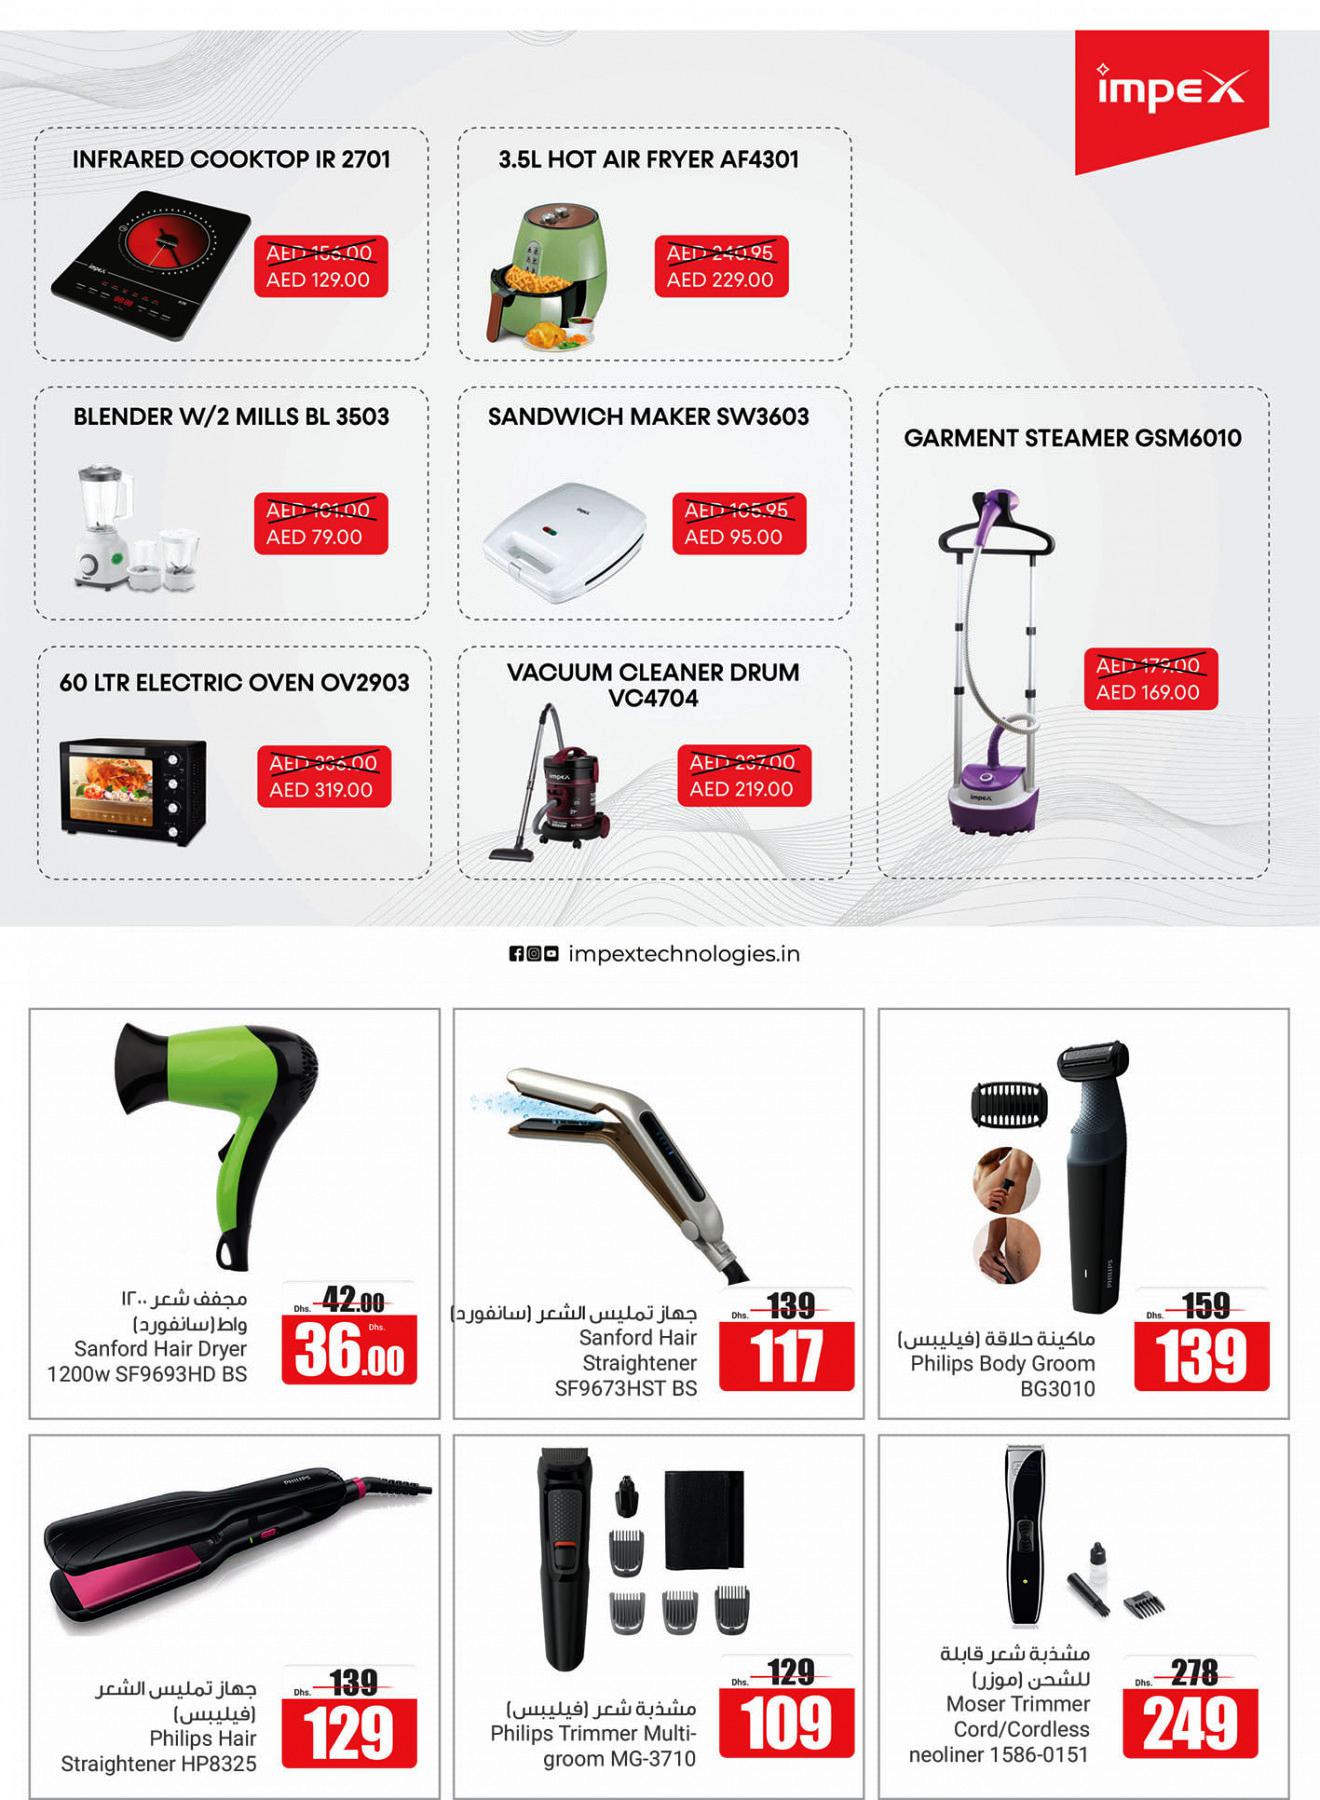 impex
INFRARED COOKTOP IR 2701
AED 156.00
AED 129.00
3.5L HOT AIR FRYER AF4301
AED 240.95
AED 229.00
BLENDER W/2 MILLS BL 3503
AED 101.00
AED 79.00
SANDWICH MAKER SW3603
AED 105.95
AED 95.00
GARMENT STEAMER GSM6010
AED 179.00
AED 169.00
60 LTR ELECTRIC OVEN OV2903
AED 336.00
AED 319.00
VACUUM CLEANER DRUM
VC4704
AED 237.00
AED 219.00
impextechnologies.in
مجفف شعر ١٢٠٠
واط(سانفورد)
Sanford Hair Dryer
1200w SF9693HD BS
Dhs. 42.00
Dhs.
36.00
جهاز تمليس الشعر (سانفورد)
Sanford Hair
Straightener
SF9673HST BS
Dhs. 139
117
ماكينة حلاقة (فيليبس)
Philips Body Groom
BG3010
Dhs. 159
139
جهاز تمليس الشعر
(فيليبس)
Philips Hair
Straightener HP8325
Dhs. 139
129
مشذبة شعر (فيليبس)
Philips Trimmer Multi-
groom MG-3710
Dhs. 129
109
مشذبة شعر قابلة
للشحن (موزر)
Moser Trimmer
Cord/Cordless
neoliner 1586-0151
Dhs. 278
249